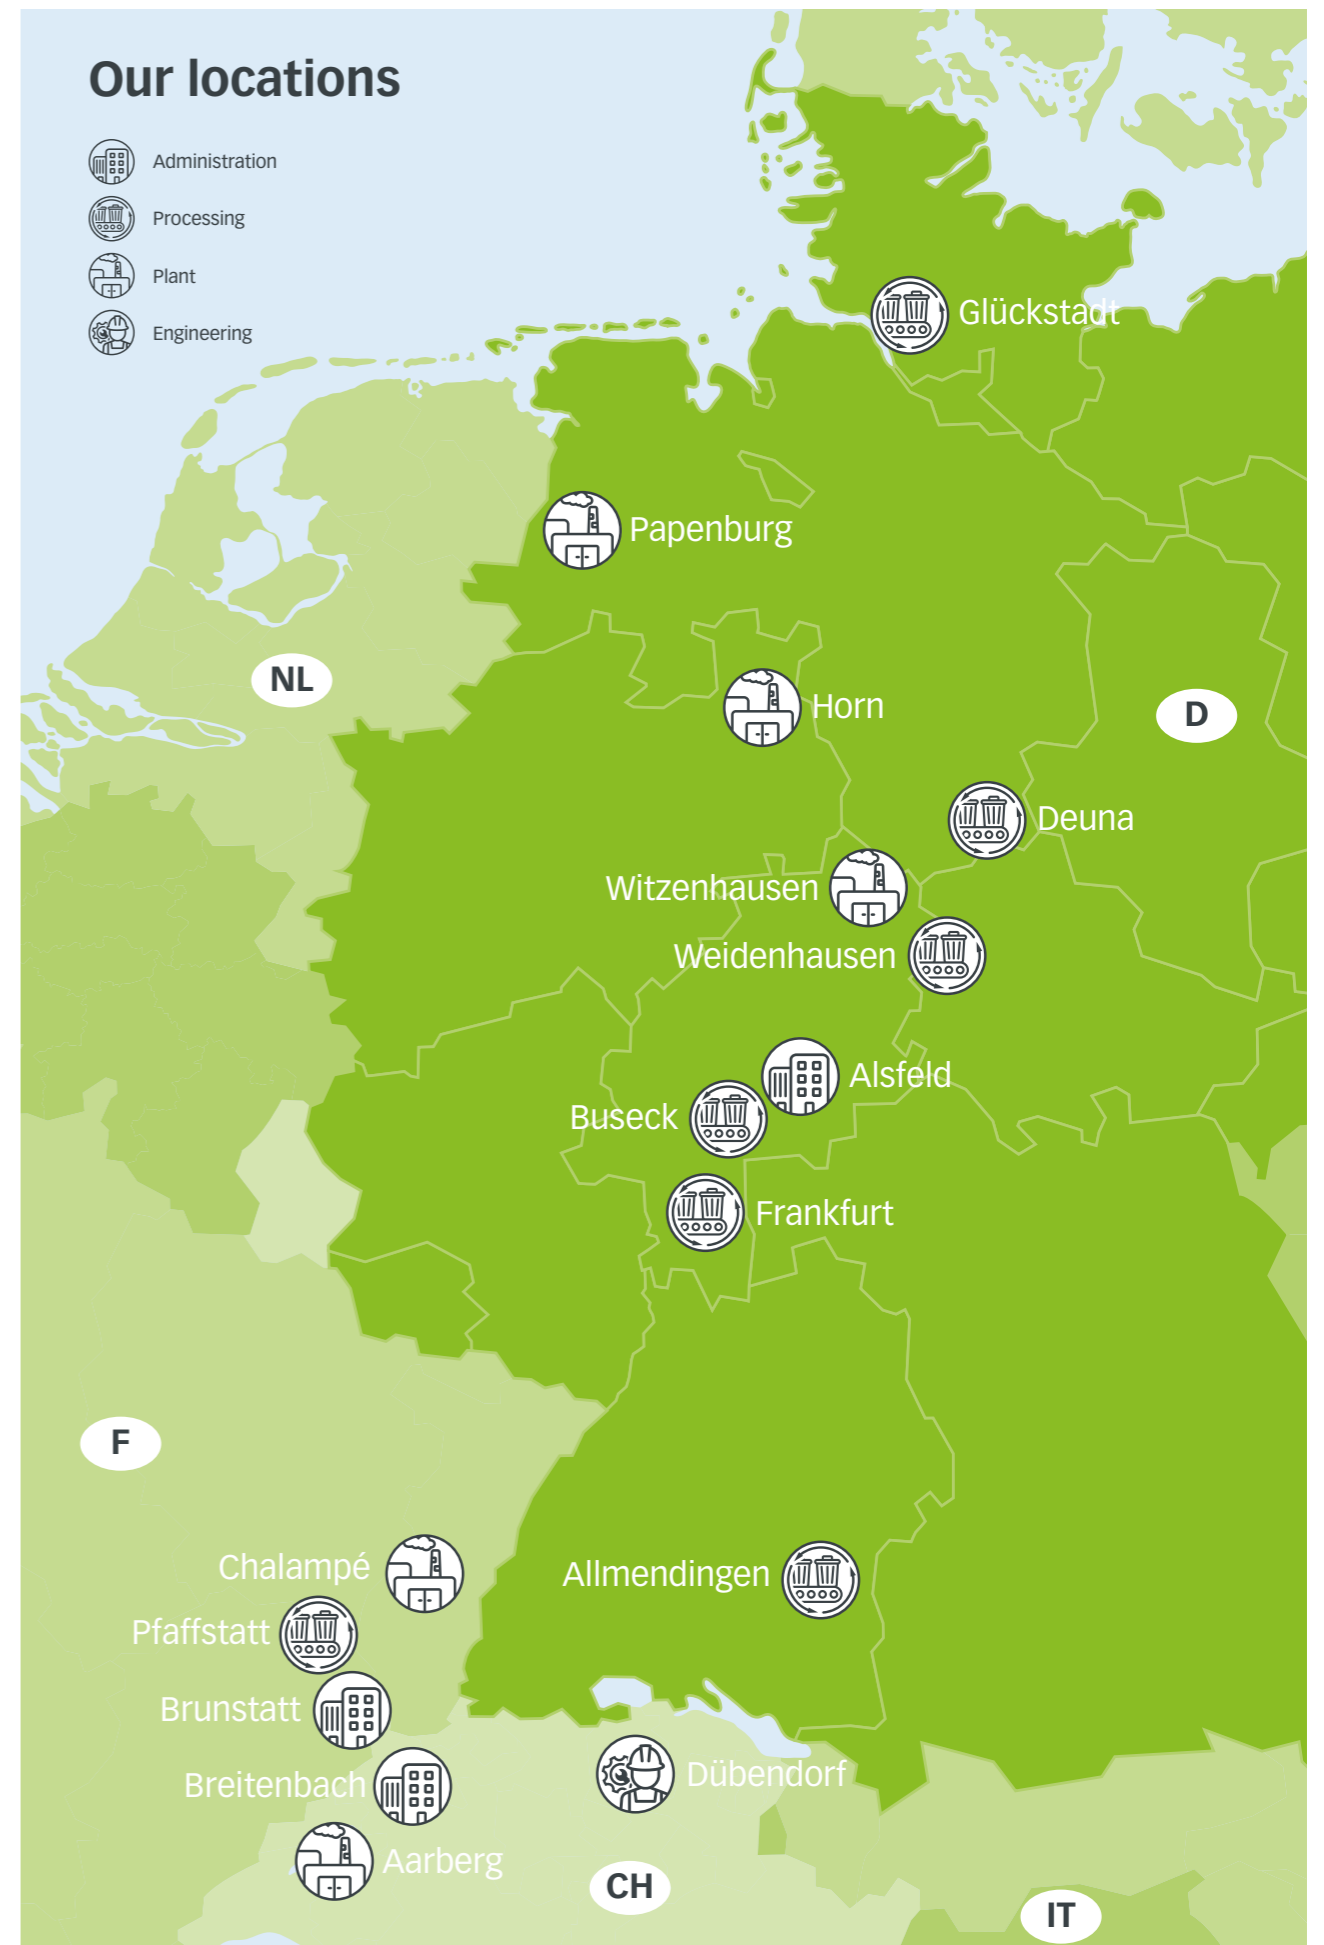 Our locations
Administration
Processing
Plant
Engineering
Glückstadt
Papenburg
NL
Horn
D
Deuna
Witzenhausen
Weidenhausen
Alsfeld
Buseck
Frankfurt
F
Chalampé
Allmendingen
Pfaffstatt
Brunstatt
Breitenbach
Dübendorf
Aarberg
CH
IT